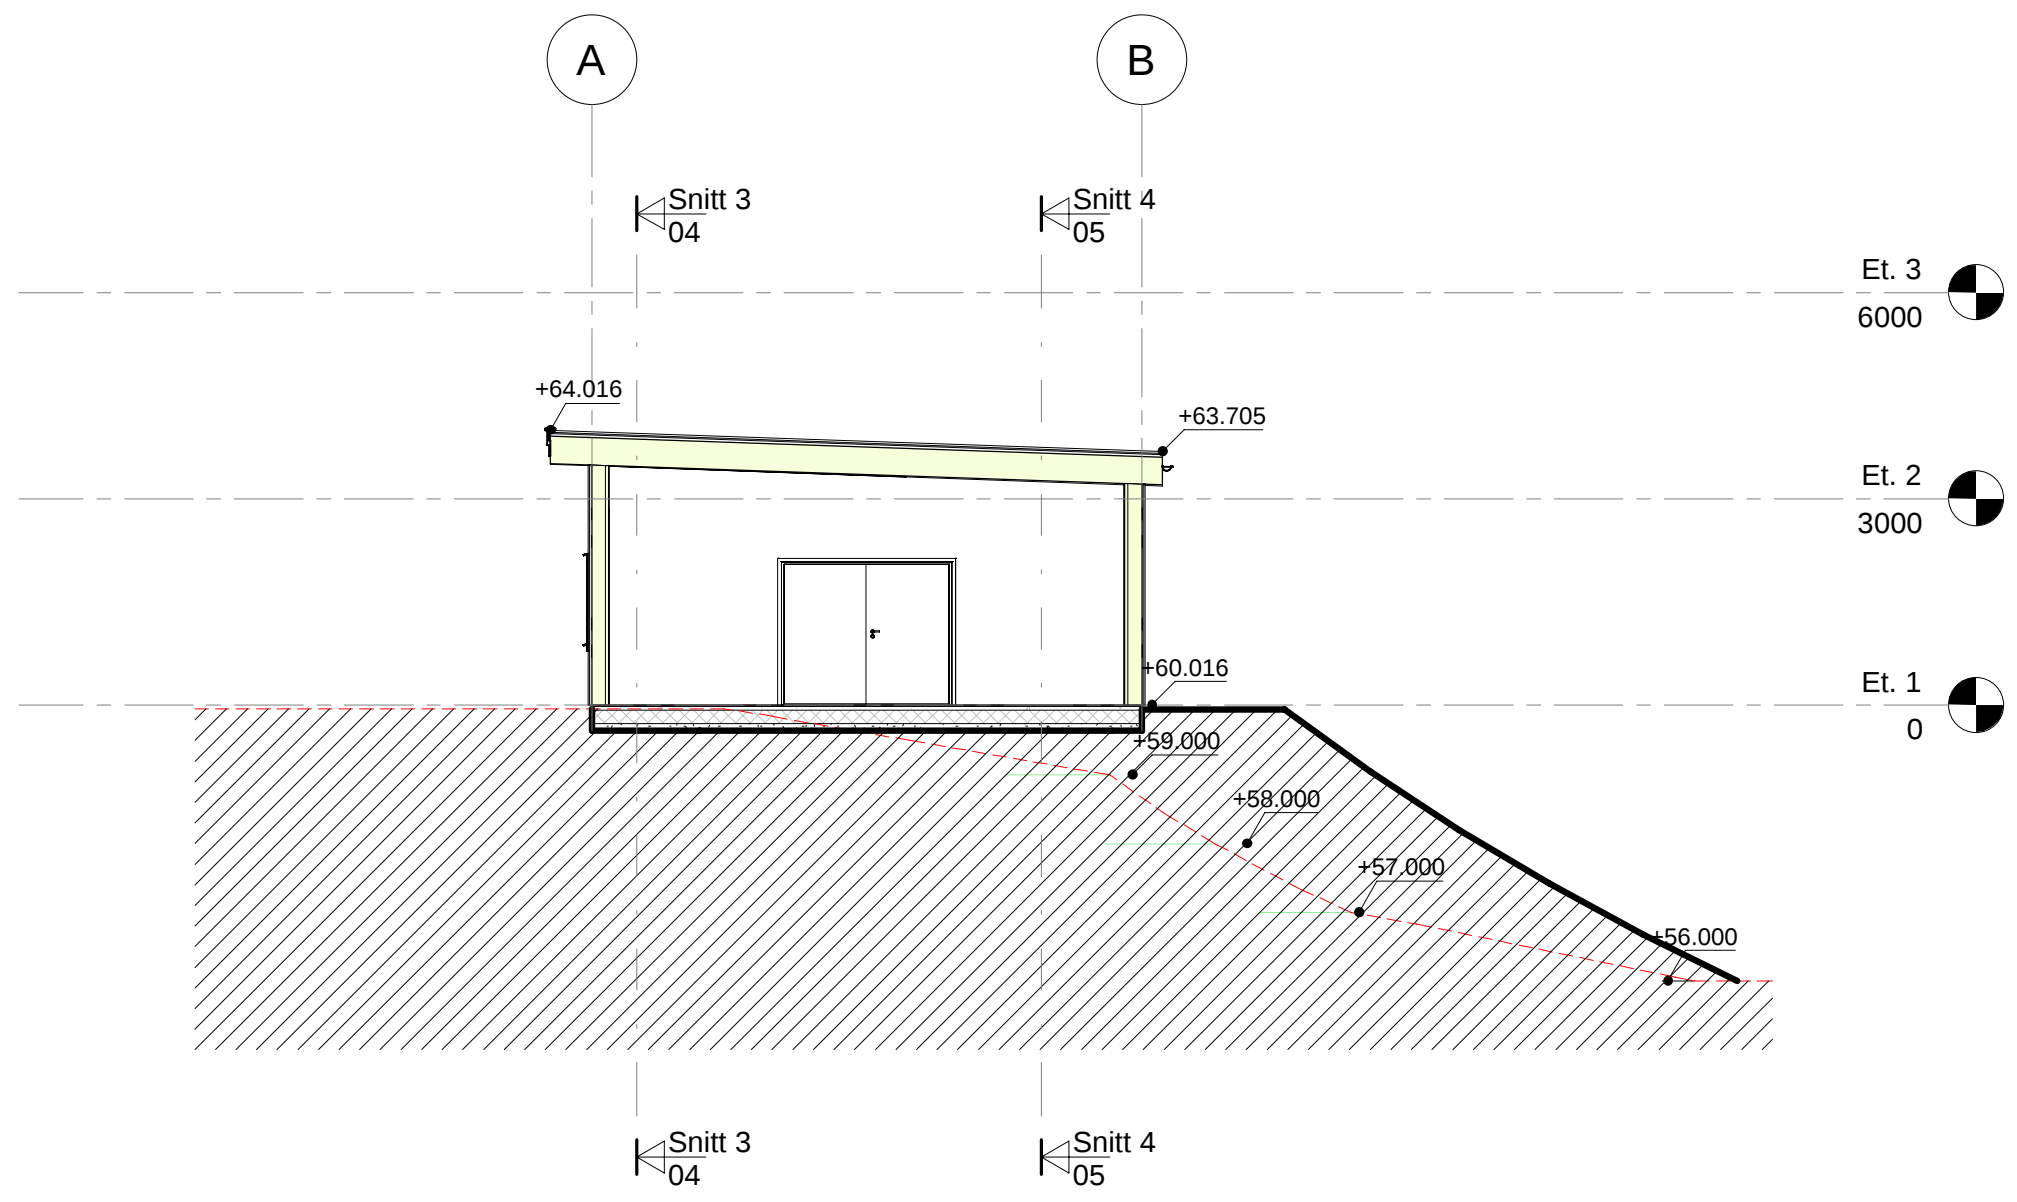 A
B
Snitt 3
04
Snitt 4
05
Et. 3
6000
+64.016
+63.705
Et. 2
3000
+60.016
Et. 1
0
+59.000
+58.000
+57.000
+56.000
Snitt 3
04
Snitt 4
05